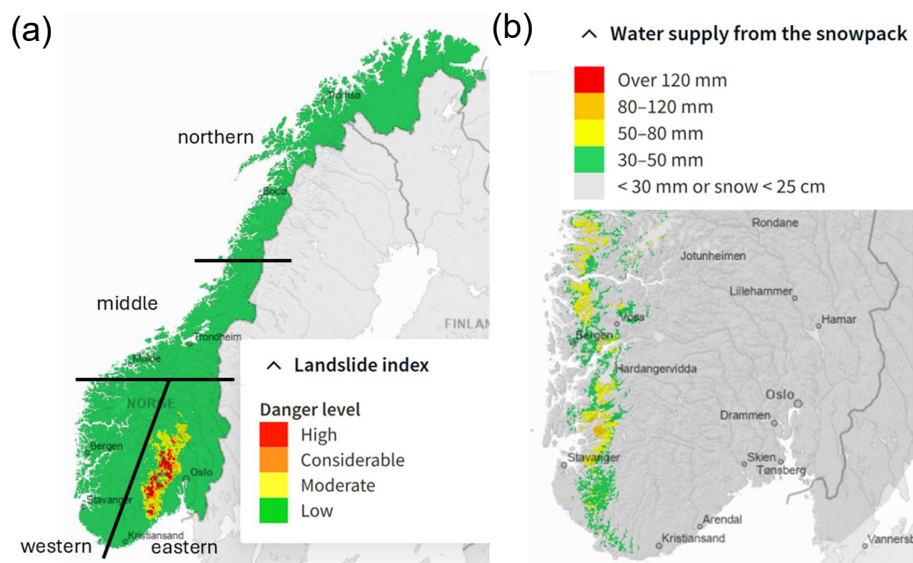 (a)
northern
Tromsø
Bodø
middle
Trondheim
Molde
FINLAND
NORGE
Bergen
Oslo
Stavanger
Kristiansand
western
eastern
Landslide index
Danger level
High
Considerable
Moderate
Low
(b)
Water supply from the snowpack
Over 120 mm
80–120 mm
50–80 mm
30–50 mm
< 30 mm or snow < 25 cm
Rondane
Jotunheimen
Lillehammer
Hamar
Voss
Bergen
Hardangervidda
Oslo
Drammen
Stavanger
Skien
Tønsberg
Arendal
Kristiansand
Vannersb